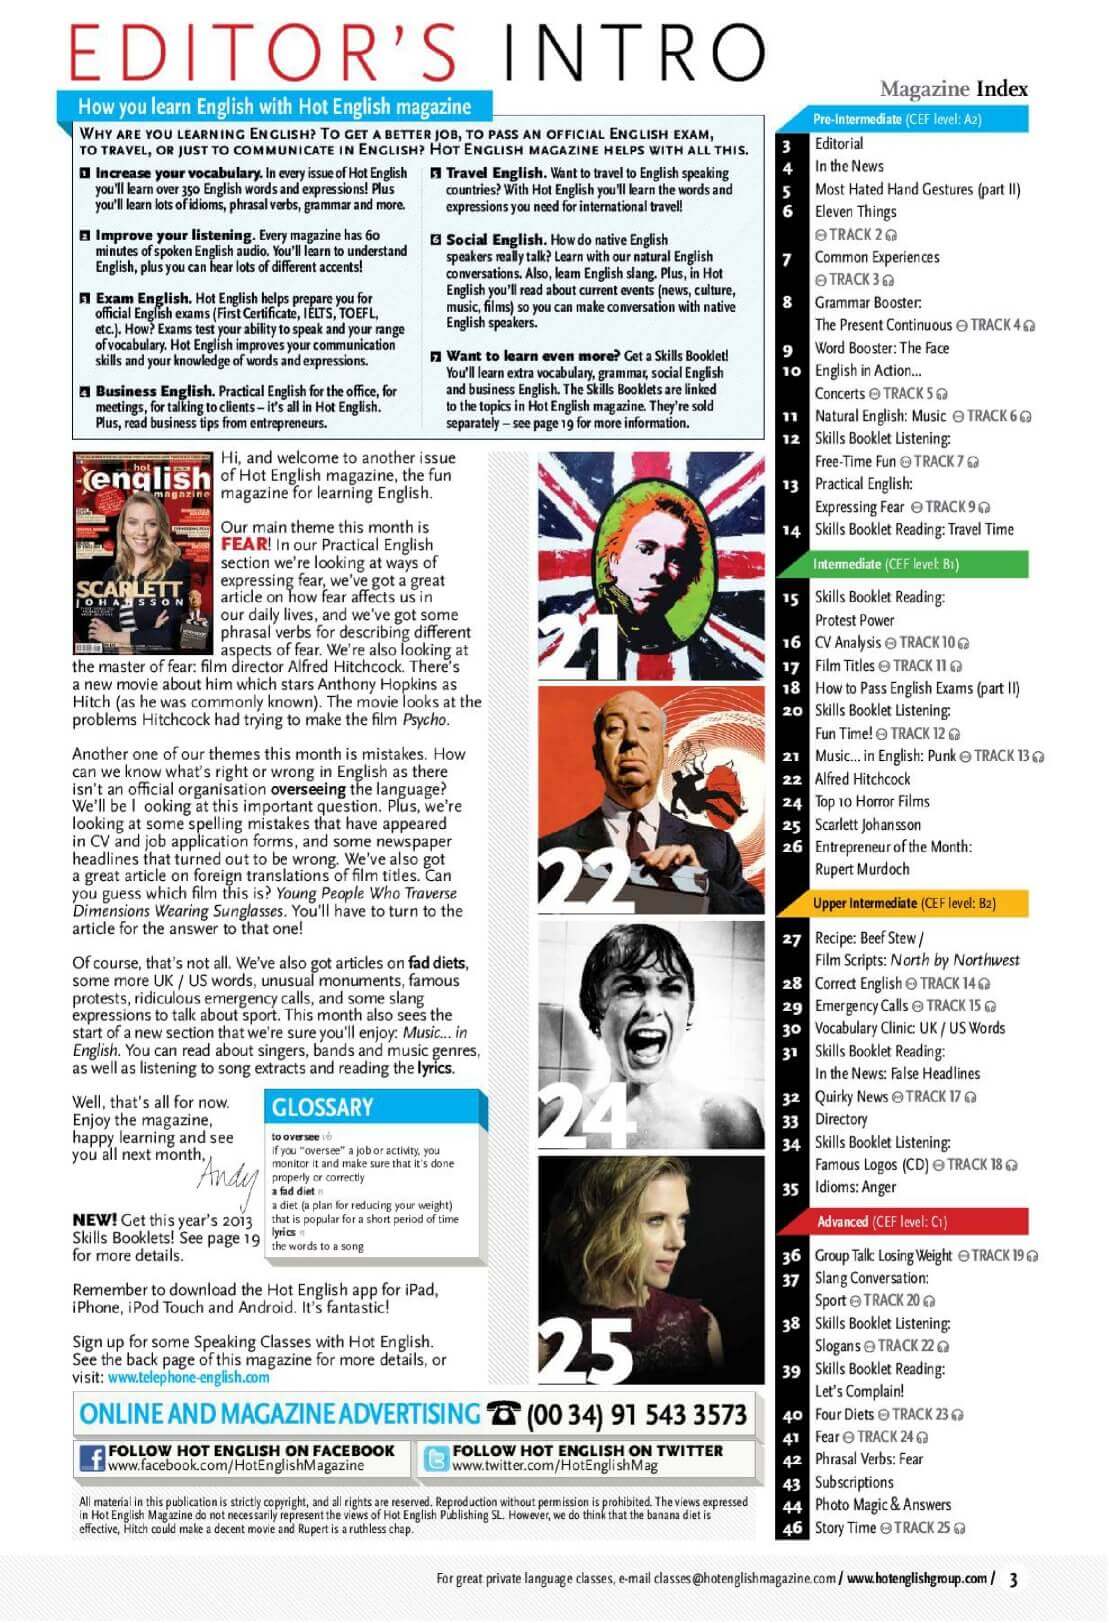 EDITOR'S INTRO
How you learn English with Hot English magazine
WHY ARE YOU LEARNING ENGLISH? TO GET A BETTER JOB, TO PASS AN OFFICIAL ENGLISH EXAM,
TO TRAVEL, OR JUST TO COMMUNICATE IN ENGLISH? HOT ENGLISH MAGAZINE HELPS WITH ALL THIS.
1 Increase your vocabulary. In every issue of Hot English
you'll learn over 350 English words and expressions! Plus
you'll learn lots of idioms, phrasal verbs, grammar and more.
2 Improve your listening. Every magazine has 60
minutes of spoken English audio. You'll learn to understand
English, plus you can hear lots of different accents!
3 Exam English. Hot English helps prepare you for
official English exams (First Certificate, IELTS, TOEFL,
etc.). How? Exams test your ability to speak and your range
of vocabulary. Hot English improves your communication
skills and your knowledge of words and expressions.
4 Business English. Practical English for the office, for
meetings, for talking to clients – it's all in Hot English.
Plus, read business tips from entrepreneurs.
5 Travel English. Want to travel to English speaking
countries? With Hot English you'll learn the words and
expressions you need for international travel!
6 Social English. How do native English
speakers really talk? Learn with our natural English
conversations. Also, learn English slang. Plus, in Hot
English you'll read about current events (news, culture,
music, films) so you can make conversation with native
English speakers.
7 Want to learn even more? Get a Skills Booklet!
You'll learn extra vocabulary, grammar, social English
and business English. The Skills Booklets are linked
to the topics in Hot English magazine. They're sold
separately – see page 19 for more information.
hot
english
magazine
SCARLETT
JOHANSSON
Hi, and welcome to another issue
of Hot English magazine, the fun
magazine for learning English.
Our main theme this month is
FEAR! In our Practical English
section we're looking at ways of
expressing fear, we've got a great
article on how fear affects us in
our daily lives, and we've got some
phrasal verbs for describing different
aspects of fear. We're also looking at
the master of fear: film director Alfred Hitchcock. There's
a new movie about him which stars Anthony Hopkins as
Hitch (as he was commonly known). The movie looks at the
problems Hitchcock had trying to make the film Psycho.
Another one of our themes this month is mistakes. How
can we know what's right or wrong in English as there
isn't an official organisation overseeing the language?
We'll be l ooking at this important question. Plus, we're
looking at some spelling mistakes that have appeared
in CV and job application forms, and some newspaper
headlines that turned out to be wrong. We've also got
a great article on foreign translations of film titles. Can
you guess which film this is? Young People Who Traverse
Dimensions Wearing Sunglasses. You'll have to turn to the
article for the answer to that one!
Of course, that's not all. We've also got articles on fad diets,
some more UK / US words, unusual monuments, famous
protests, ridiculous emergency calls, and some slang
expressions to talk about sport. This month also sees the
start of a new section that we're sure you'll enjoy: Music... in
English. You can read about singers, bands and music genres,
as well as listening to song extracts and reading the lyrics.
Well, that's all for now.
Enjoy the magazine,
happy learning and see
you all next month,
Andy
NEW! Get this year's 2013
Skills Booklets! See page 19
for more details.
GLOSSARY
to oversee vb
if you "oversee" a job or activity, you
monitor it and make sure that it's done
properly or correctly
a fad diet n
a diet (a plan for reducing your weight)
that is popular for a short period of time
lyrics n
the words to a song
Remember to download the Hot English app for iPad,
iPhone, iPod Touch and Android. It's fantastic!
Sign up for some Speaking Classes with Hot English.
See the back page of this magazine for more details, or
visit: www.telephone-english.com
21
22
24
25
ONLINE AND MAGAZINE ADVERTISING (00 34) 91 543 3573
FOLLOW HOT ENGLISH ON FACEBOOK
www.facebook.com/HotEnglishMagazine
FOLLOW HOT ENGLISH ON TWITTER
www.twitter.com/HotEnglishMag
All material in this publication is strictly copyright, and all rights are reserved. Reproduction without permission is prohibited. The views expressed
in Hot English Magazine do not necessarily represent the views of Hot English Publishing SL. However, we do think that the banana diet is
effective, Hitch could make a decent movie and Rupert is a ruthless chap.
Magazine Index
Pre-Intermediate (CEF level: A2)
3 Editorial
4 In the News
5 Most Hated Hand Gestures (part II)
6 Eleven Things
TRACK 2
7 Common Experiences
TRACK 3
8 Grammar Booster:
The Present Continuous TRACK 4
9 Word Booster: The Face
10 English in Action...
Concerts TRACK 5
11 Natural English: Music TRACK 6
12 Skills Booklet Listening:
Free-Time Fun TRACK 7
13 Practical English:
Expressing Fear TRACK 9
14 Skills Booklet Reading: Travel Time
Intermediate (CEF level: B1)
15 Skills Booklet Reading:
Protest Power
16 CV Analysis TRACK 10
17 Film Titles TRACK 11
18 How to Pass English Exams (part II)
20 Skills Booklet Listening:
Fun Time! TRACK 12
21 Music... in English: Punk TRACK 13
22 Alfred Hitchcock
24 Top 10 Horror Films
25 Scarlett Johansson
26 Entrepreneur of the Month:
Rupert Murdoch
Upper Intermediate (CEF level: B2)
27 Recipe: Beef Stew /
Film Scripts: North by Northwest
28 Correct English TRACK 14
29 Emergency Calls TRACK 15
30 Vocabulary Clinic: UK / US Words
31 Skills Booklet Reading:
In the News: False Headlines
32 Quirky News TRACK 17
33 Directory
34 Skills Booklet Listening:
Famous Logos (CD) TRACK 18
35 Idioms: Anger
Advanced (CEF level: C1)
36 Group Talk: Losing Weight TRACK 19
37 Slang Conversation:
Sport TRACK 20
38 Skills Booklet Listening:
Slogans TRACK 22
39 Skills Booklet Reading:
Let's Complain!
40 Four Diets TRACK 23
41 Fear TRACK 24
42 Phrasal Verbs: Fear
43 Subscriptions
44 Photo Magic & Answers
46 Story Time TRACK 25
For great private language classes, e-mail classes@hotenglishmagazine.com / www.hotenglishgroup.com / 3